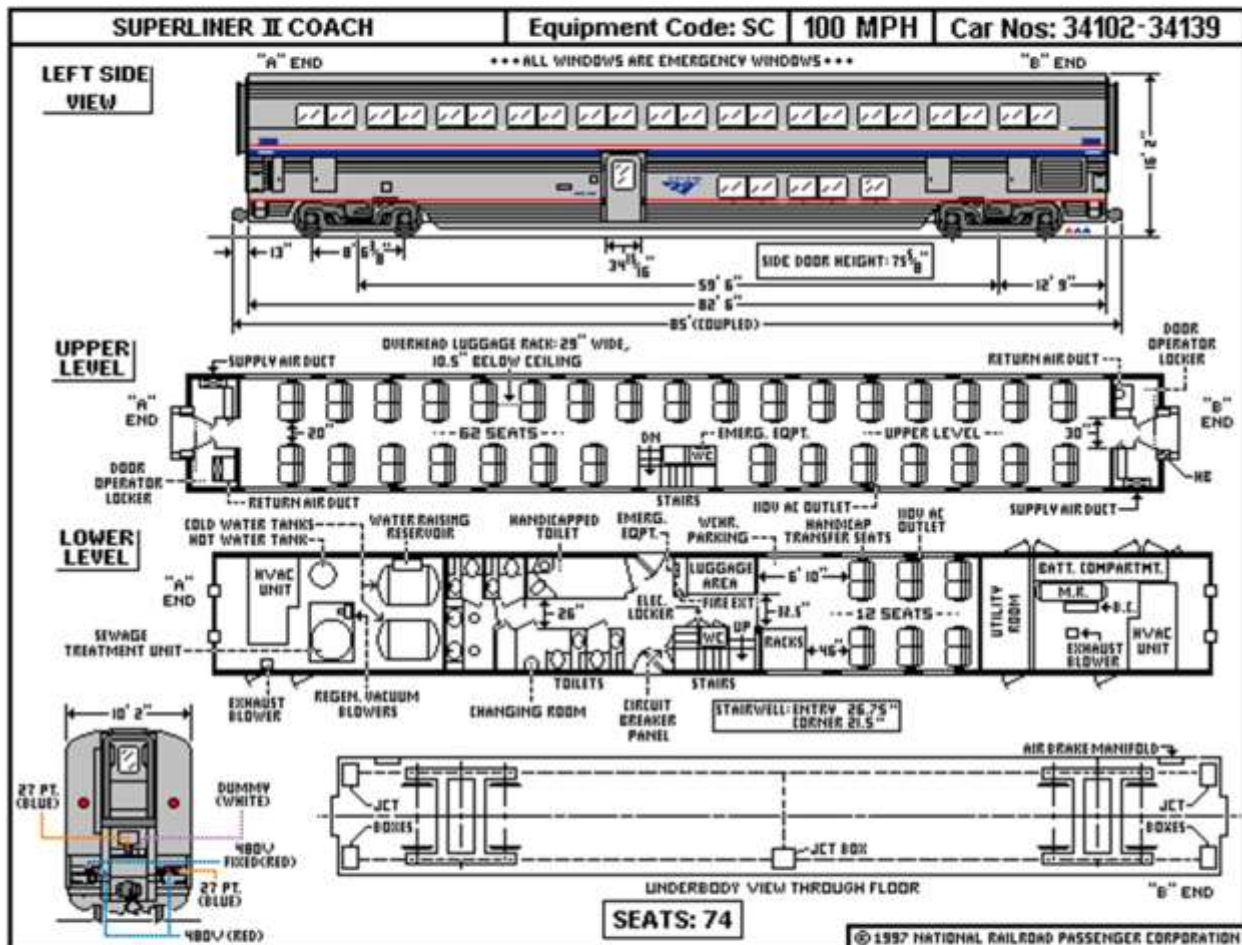 SUPERLINER II COACH
Equipment Code: SC
100 MPH
Car Nos: 34102-34139
LEFT SIDE
VIEW
"A" END
•••ALL WINDOWS ARE EMERGENCY WINDOWS•••
"B" END
16' 2"
13"
8' 6 3/8"
34 15/16"
SIDE DOOR HEIGHT: 75 5/8"
59' 6"
12' 9"
82' 6"
85' (COUPLED)
UPPER
LEVEL
SUPPLY AIR DUCT
OVERHEAD LUGGAGE RACK: 29" WIDE,
10.5" BELOW CEILING
RETURN AIR DUCT
DOOR
OPERATOR
LOCKER
"A"
END
20"
62 SEATS
DN
EMERG. EQPT.
WC
UPPER LEVEL
30"
"B"
END
DOOR
OPERATOR
LOCKER
RETURN AIR DUCT
STAIRS
110V AC OUTLET
SUPPLY AIR DUCT
HE
LOWER
LEVEL
COLD WATER TANKS
HOT WATER TANK
WATER RAISING
RESERVOIR
HANDICAPPED
TOILET
EMERG.
EQPT.
WCHR.
PARKING
HANDICAP
TRANSFER SEATS
110V AC
OUTLET
"A"
END
HVAC
UNIT
LUGGAGE
AREA
6' 10"
BATT. COMPARTMT.
M.R.
B.C.
26"
ELEC.
LOCKER
FIRE EXT.
32.5"
12 SEATS
UTILITY
ROOM
SEWAGE
TREATMENT UNIT
WC
UP
RACKS
46"
EXHAUST
BLOWER
HVAC
UNIT
EXHAUST
BLOWER
REGEN. VACUUM
BLOWERS
CHANGING ROOM
TOILETS
CIRCUIT
BREAKER
PANEL
STAIRS
STAIRWELL: ENTRY 26.75"
CORNER 21.5"
10' 2"
27 PT.
(BLUE)
DUMMY
(WHITE)
480V
FIXED (RED)
27 PT.
(BLUE)
480V (RED)
AIR BRAKE MANIFOLD
JCT
BOXES
JCT
BOXES
JCT BOX
UNDERBODY VIEW THROUGH FLOOR
"B" END
SEATS: 74
© 1997 NATIONAL RAILROAD PASSENGER CORPORATION